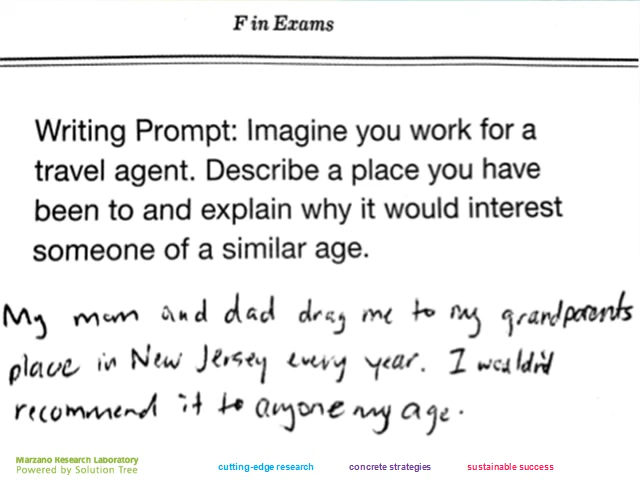 F in Exams
Writing Prompt: Imagine you work for a
travel agent. Describe a place you have
been to and explain why it would interest
someone of a similar age.
My mom and dad drag me to my grandparents
place in New Jersey every year. I wouldn't
recommend it to anyone my age.
Marzano Research Laboratory
Powered by Solution Tree
cutting-edge research concrete strategies sustainable success